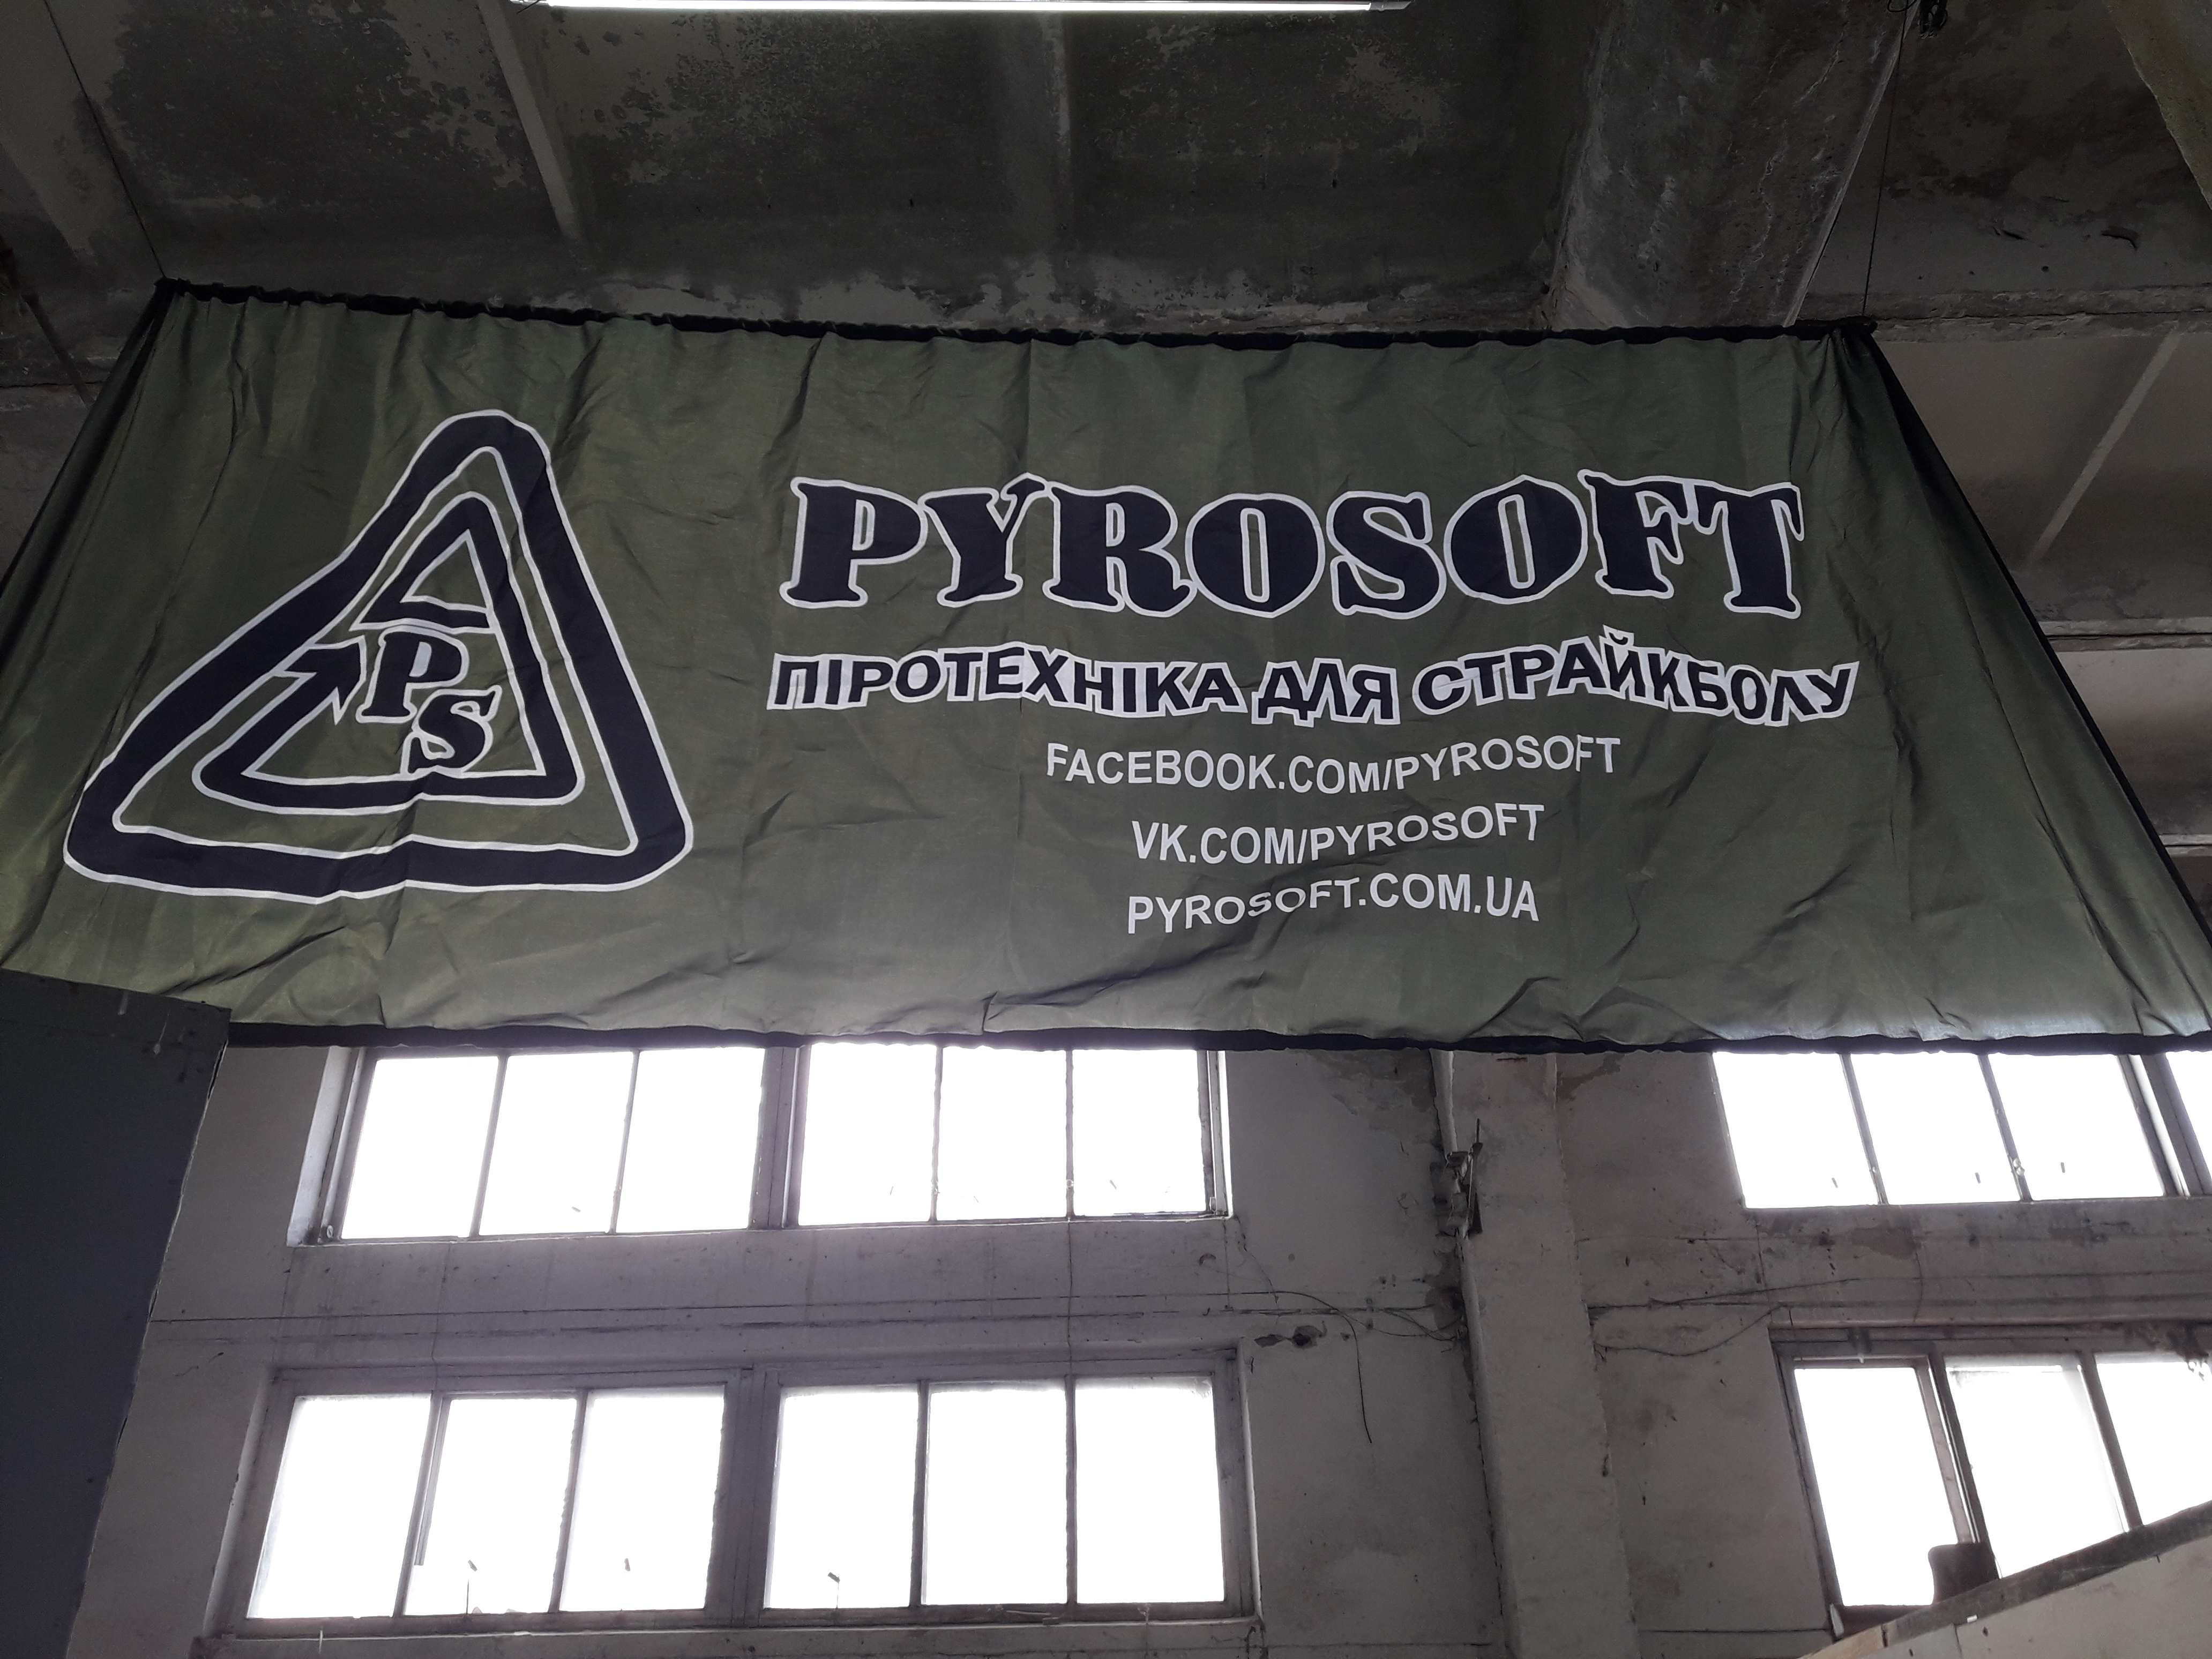 PS
PYROSOFT
ПІРОТЕХНІКА ДЛЯ СТРАЙКБОЛУ
FACEBOOK.COM/PYROSOFT
VK.COM/PYROSOFT
PYROSOFT.COM.UA